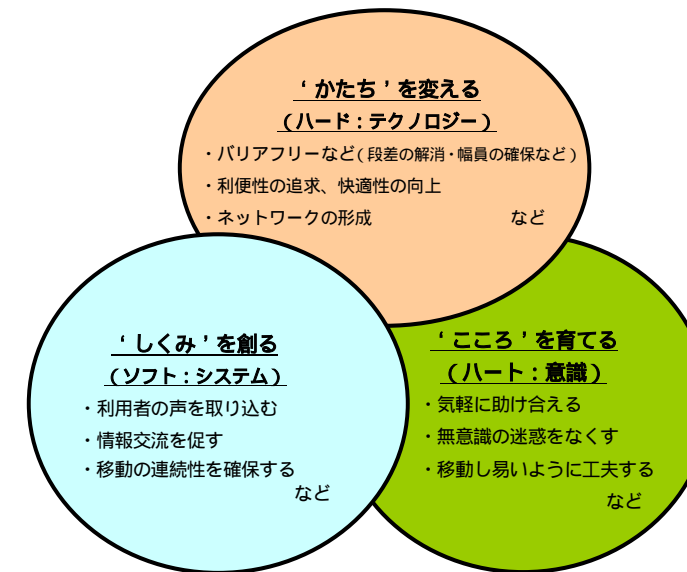 ‘かたち’を変える
（ハード：テクノロジー）
・バリアフリーなど(段差の解消・幅員の確保など)
・利便性の追求、快適性の向上
・ネットワークの形成 など
‘しくみ’を創る
（ソフト：システム）
・利用者の声を取り込む
・情報交流を促す
・移動の連続性を確保する
など
‘こころ’を育てる
（ハート：意識）
・気軽に助け合える
・無意識の迷惑をなくす
・移動し易いように工夫する
など